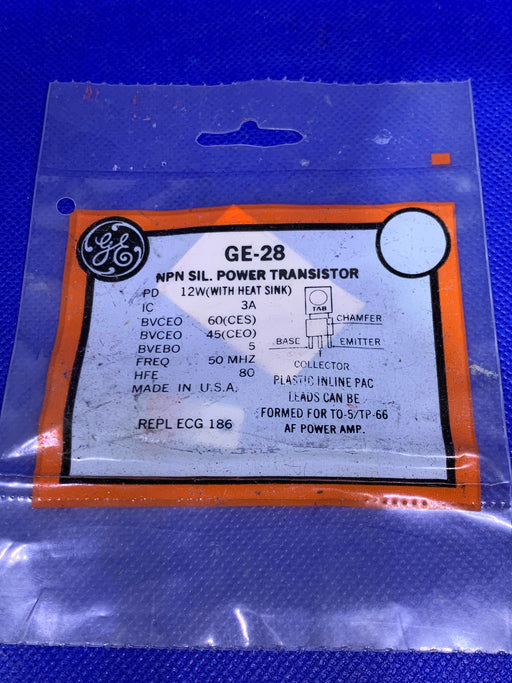 GE
GE-28
NPN SIL. POWER TRANSISTOR
PD 12W(WITH HEAT SINK)
IC 3A
BVCEO 60(CES)
BVCEO 45(CEO)
BVEBO 5
FREQ 50 MHZ
HFE 80
MADE IN U.S.A.
REPL ECG 186
TAB
CHAMFER
BASE EMITTER
COLLECTOR
PLASTIC INLINE PAC
LEADS CAN BE
FORMED FOR TO-5/TP-66
AF POWER AMP.